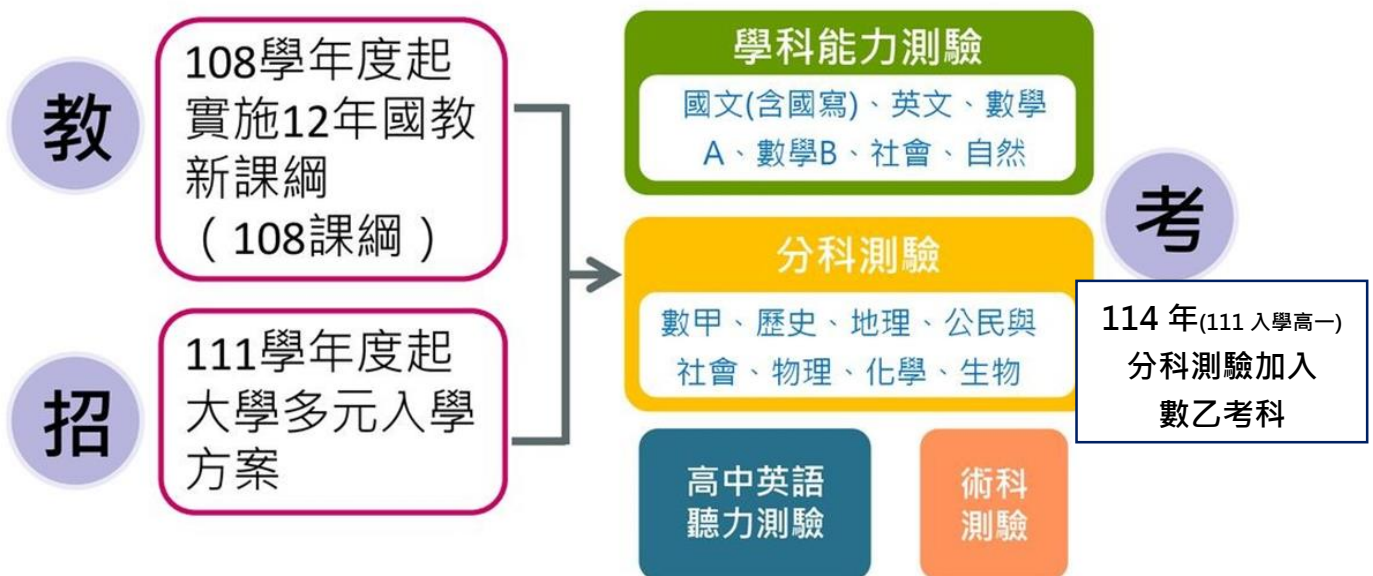 教
108學年度起
實施12年國教
新課綱
（108課綱）
招
111學年度起
大學多元入學
方案
學科能力測驗
國文(含國寫)、英文、數學
A、數學B、社會、自然
分科測驗
數甲、歷史、地理、公民與
社會、物理、化學、生物
高中英語
聽力測驗
術科
測驗
考
114 年(111 入學高一)
分科測驗加入
數乙考科